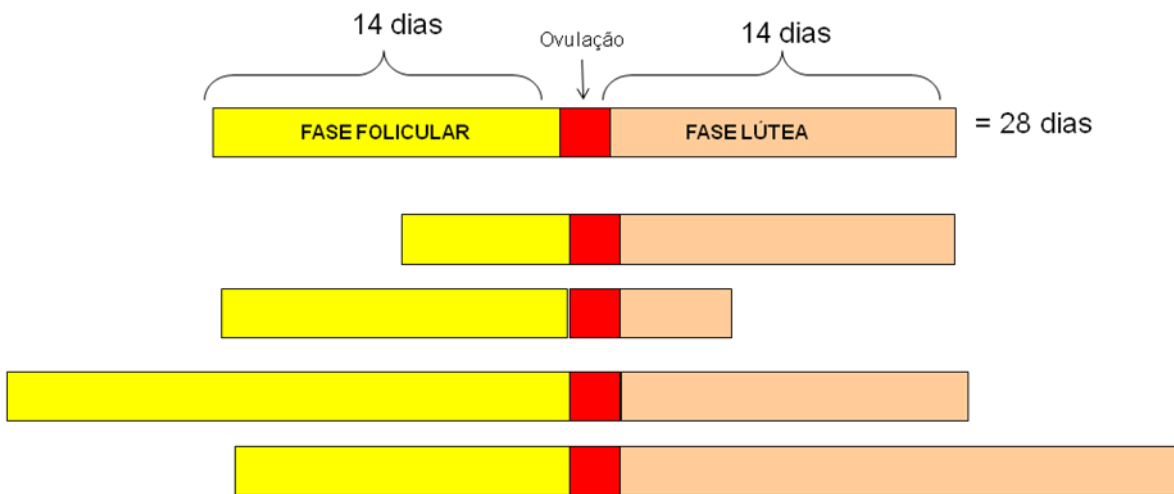 14 dias
Ovulação
14 dias
FASE FOLICULAR
FASE LÚTEA
= 28 dias